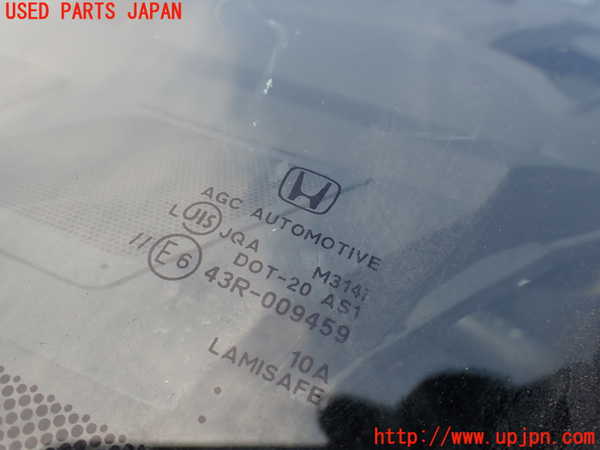 USED PARTS JAPAN
AGC AUTOMOTIVE
L JIS JQA M314i
DOT-20 AS1
// E6 43R-009459
10A
LAMISAFE
http://www.upjpn.com/